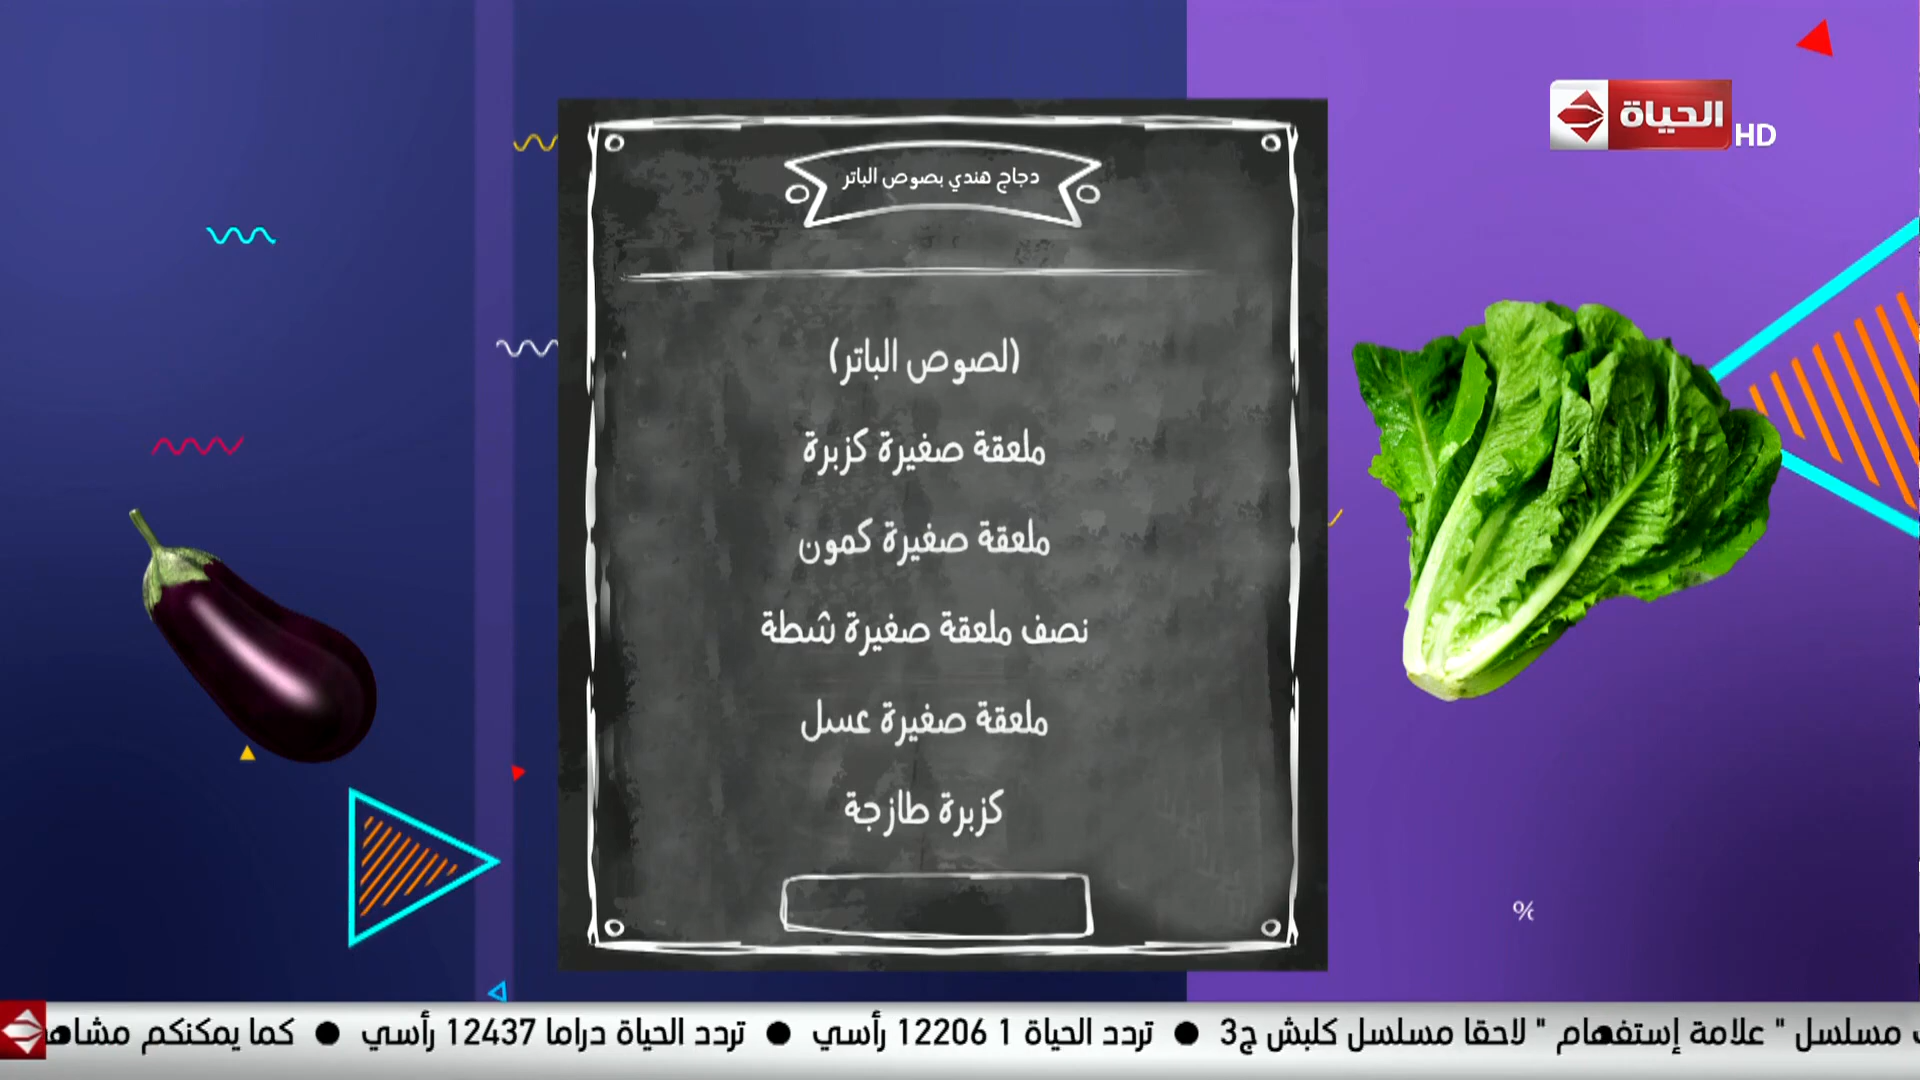 الحياة
HD
دجاج هندي بصوص الباتر
(لصوص الباتر)
ملعقة صغيرة كزبرة
ملعقة صغيرة كمون
نصف ملعقة صغيرة شطة
ملعقة صغيرة عسل
كزبرة طازجة
%
مسلسل " علامة إستفهام " لاحقا مسلسل كلبش ج3 ● تردد الحياة 1 12206 رأسي ● تردد الحياة دراما 12437 رأسي ● كما يمكنكم